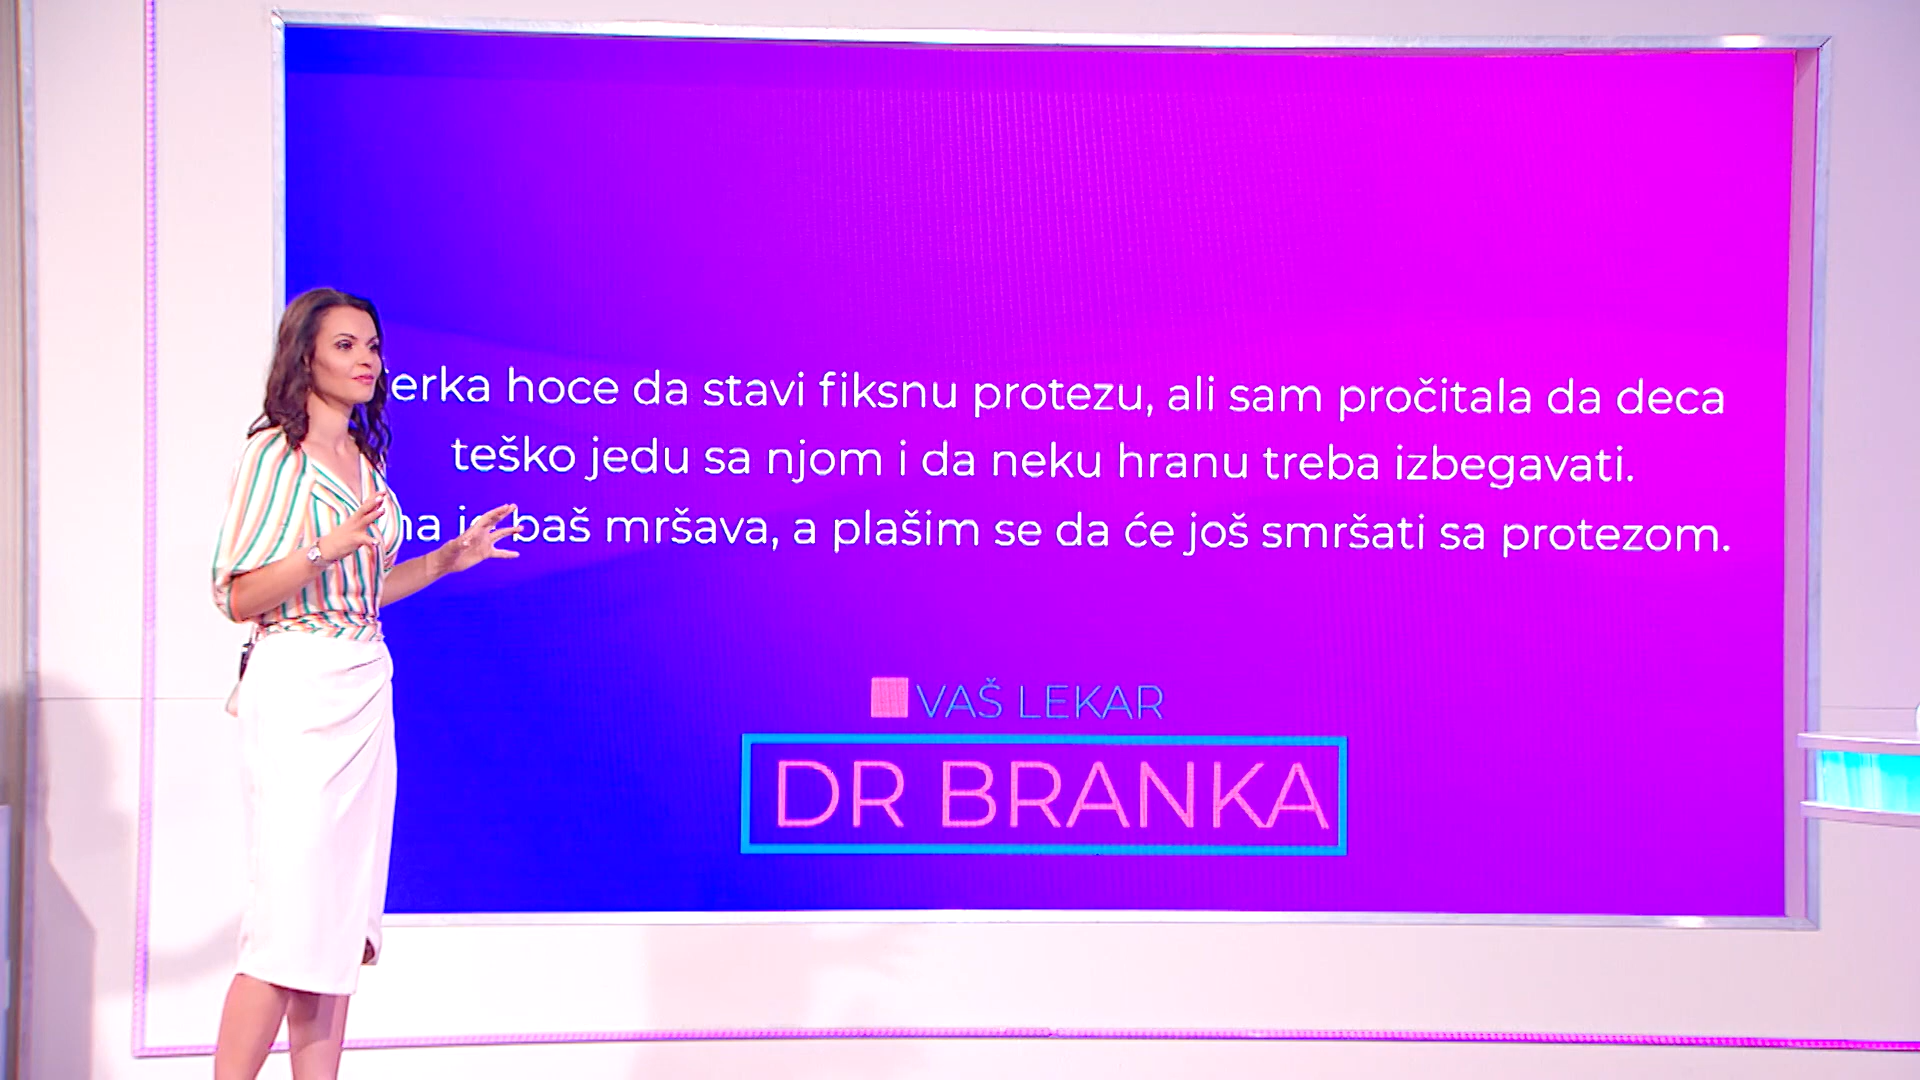 hoce da stavi fiksnu protezu, ali sam pročitala da deca
teško jedu sa njom i da neku hranu treba izbegavati.
baš mršava, a plašim se da će još smršati sa protezom.
VAŠ LEKAR
DR BRANKA